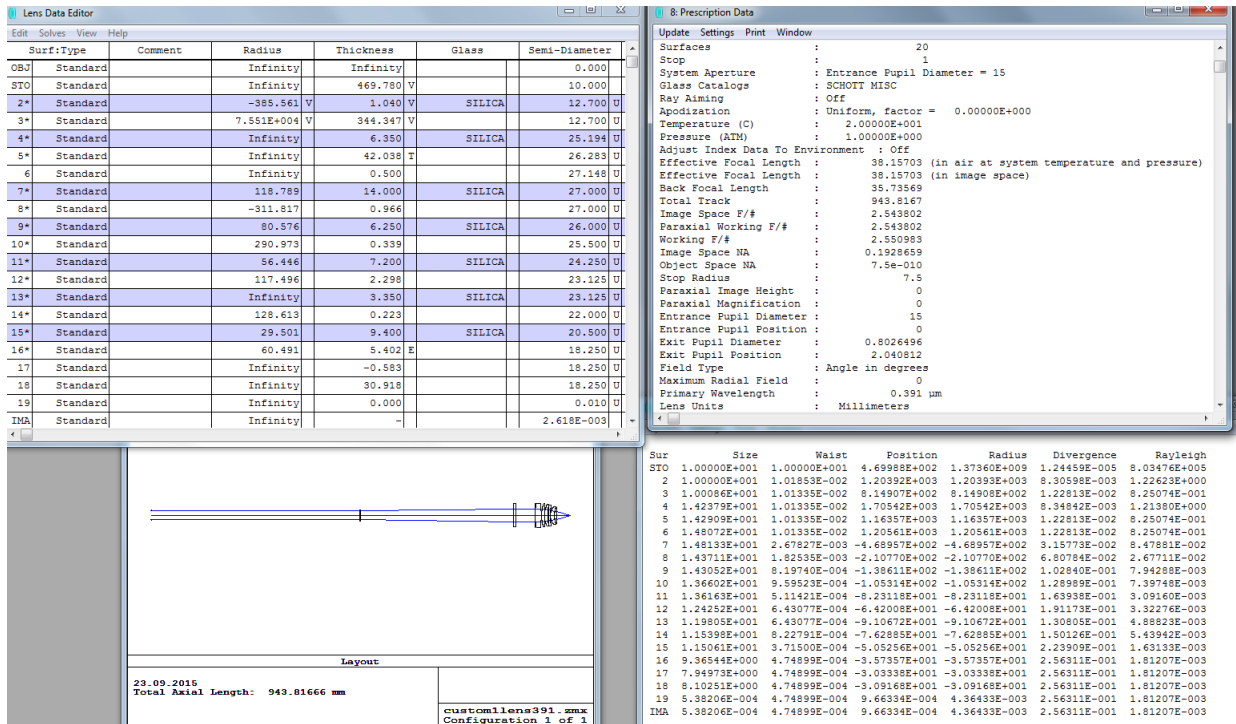 Lens Data Editor
Edit Solves View Help
Surf:Type Comment Radius Thickness Glass Semi-Diameter
OBJ Standard Infinity Infinity 0.000
STO Standard Infinity 469.780 V 10.000
2* Standard -385.561 V 1.040 V SILICA 12.700 U
3* Standard 7.551E+004 V 344.347 V 12.700 U
4* Standard Infinity 6.350 SILICA 25.194 U
5* Standard Infinity 42.038 T 26.283 U
6 Standard Infinity 0.500 27.148 U
7* Standard 118.789 14.000 SILICA 27.000 U
8* Standard -311.817 0.966 27.000 U
9* Standard 80.576 6.250 SILICA 26.000 U
10* Standard 290.973 0.339 25.500 U
11* Standard 56.446 7.200 SILICA 24.250 U
12* Standard 117.496 2.298 23.125 U
13* Standard Infinity 3.350 SILICA 23.125 U
14* Standard 128.613 0.223 22.000 U
15* Standard 29.501 9.400 SILICA 20.500 U
16* Standard 60.491 5.402 E 18.250 U
17 Standard Infinity -0.583 18.250 U
18 Standard Infinity 30.918 18.250 U
19 Standard Infinity 0.000 0.010 U
IMA Standard Infinity - 2.618E-003
8: Prescription Data
Update Settings Print Window
Surfaces : 20
Stop : 1
System Aperture : Entrance Pupil Diameter = 15
Glass Catalogs : SCHOTT MISC
Ray Aiming : Off
Apodization : Uniform, factor = 0.00000E+000
Temperature (C) : 2.00000E+001
Pressure (ATM) : 1.00000E+000
Adjust Index Data To Environment : Off
Effective Focal Length : 38.15703 (in air at system temperature and pressure)
Effective Focal Length : 38.15703 (in image space)
Back Focal Length : 35.73569
Total Track : 943.8167
Image Space F/# : 2.543802
Paraxial Working F/# : 2.543802
Working F/# : 2.550983
Image Space NA : 0.1928659
Object Space NA : 7.5e-010
Stop Radius : 7.5
Paraxial Image Height : 0
Paraxial Magnification : 0
Entrance Pupil Diameter : 15
Entrance Pupil Position : 0
Exit Pupil Diameter : 0.8026496
Exit Pupil Position : 2.040812
Field Type : Angle in degrees
Maximum Radial Field : 0
Primary Wavelength : 0.391 µm
Lens Units : Millimeters
Layout
23.09.2015
Total Axial Length: 943.81666 mm
custom1lens391.zmx
Configuration 1 of 1
Sur Size Waist Position Radius Divergence Rayleigh
STO 1.00000E+001 1.00000E+001 4.69988E+002 1.37360E+009 1.24459E-005 8.03476E+005
2 1.00000E+001 1.01853E-002 1.20392E+003 1.20393E+003 8.30598E-003 1.22623E+000
3 1.00086E+001 1.01335E-002 8.14907E+002 8.14908E+002 1.22813E-002 8.25074E-001
4 1.42379E+001 1.01335E-002 1.70542E+003 1.70542E+003 8.34842E-003 1.21380E+000
5 1.42909E+001 1.01335E-002 1.16357E+003 1.16357E+003 1.22813E-002 8.25074E-001
6 1.48072E+001 1.01335E-002 1.20561E+003 1.20561E+003 1.22813E-002 8.25074E-001
7 1.48133E+001 2.67827E-003 -4.68957E+002 -4.68957E+002 3.15773E-002 8.47881E-002
8 1.43711E+001 1.82535E-003 -2.10770E+002 -2.10770E+002 6.80784E-002 2.67711E-002
9 1.43052E+001 8.19740E-004 -1.38611E+002 -1.38611E+002 1.02840E-001 7.94288E-003
10 1.36602E+001 9.59523E-004 -1.05314E+002 -1.05314E+002 1.28989E-001 7.39748E-003
11 1.36163E+001 5.11421E-004 -8.23118E+001 -8.23118E+001 1.63938E-001 3.09160E-003
12 1.24252E+001 6.43077E-004 -6.42008E+001 -6.42008E+001 1.91173E-001 3.32276E-003
13 1.19805E+001 6.43077E-004 -9.10672E+001 -9.10672E+001 1.30805E-001 4.88823E-003
14 1.15398E+001 8.22791E-004 -7.62885E+001 -7.62885E+001 1.50126E-001 5.43942E-003
15 1.15061E+001 3.71500E-004 -5.05256E+001 -5.05256E+001 2.23909E-001 1.63133E-003
16 9.36544E+000 4.74899E-004 -3.57357E+001 -3.57357E+001 2.56311E-001 1.81207E-003
17 7.94973E+000 4.74899E-004 -3.03338E+001 -3.03338E+001 2.56311E-001 1.81207E-003
18 8.10251E+000 4.74899E-004 -3.09168E+001 -3.09168E+001 2.56311E-001 1.81207E-003
19 5.38206E-004 4.74899E-004 9.66334E-004 4.36433E-003 2.56311E-001 1.81207E-003
IMA 5.38206E-004 4.74899E-004 9.66334E-004 4.36433E-003 2.56311E-001 1.81207E-003